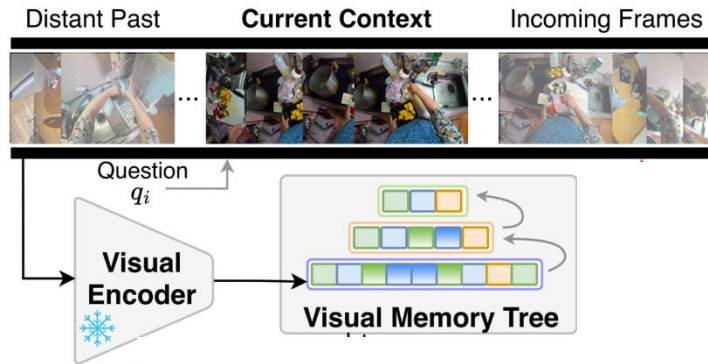 Distant Past
Current Context
Incoming Frames
...
...
Question
q_i
Visual
Encoder
Visual Memory Tree